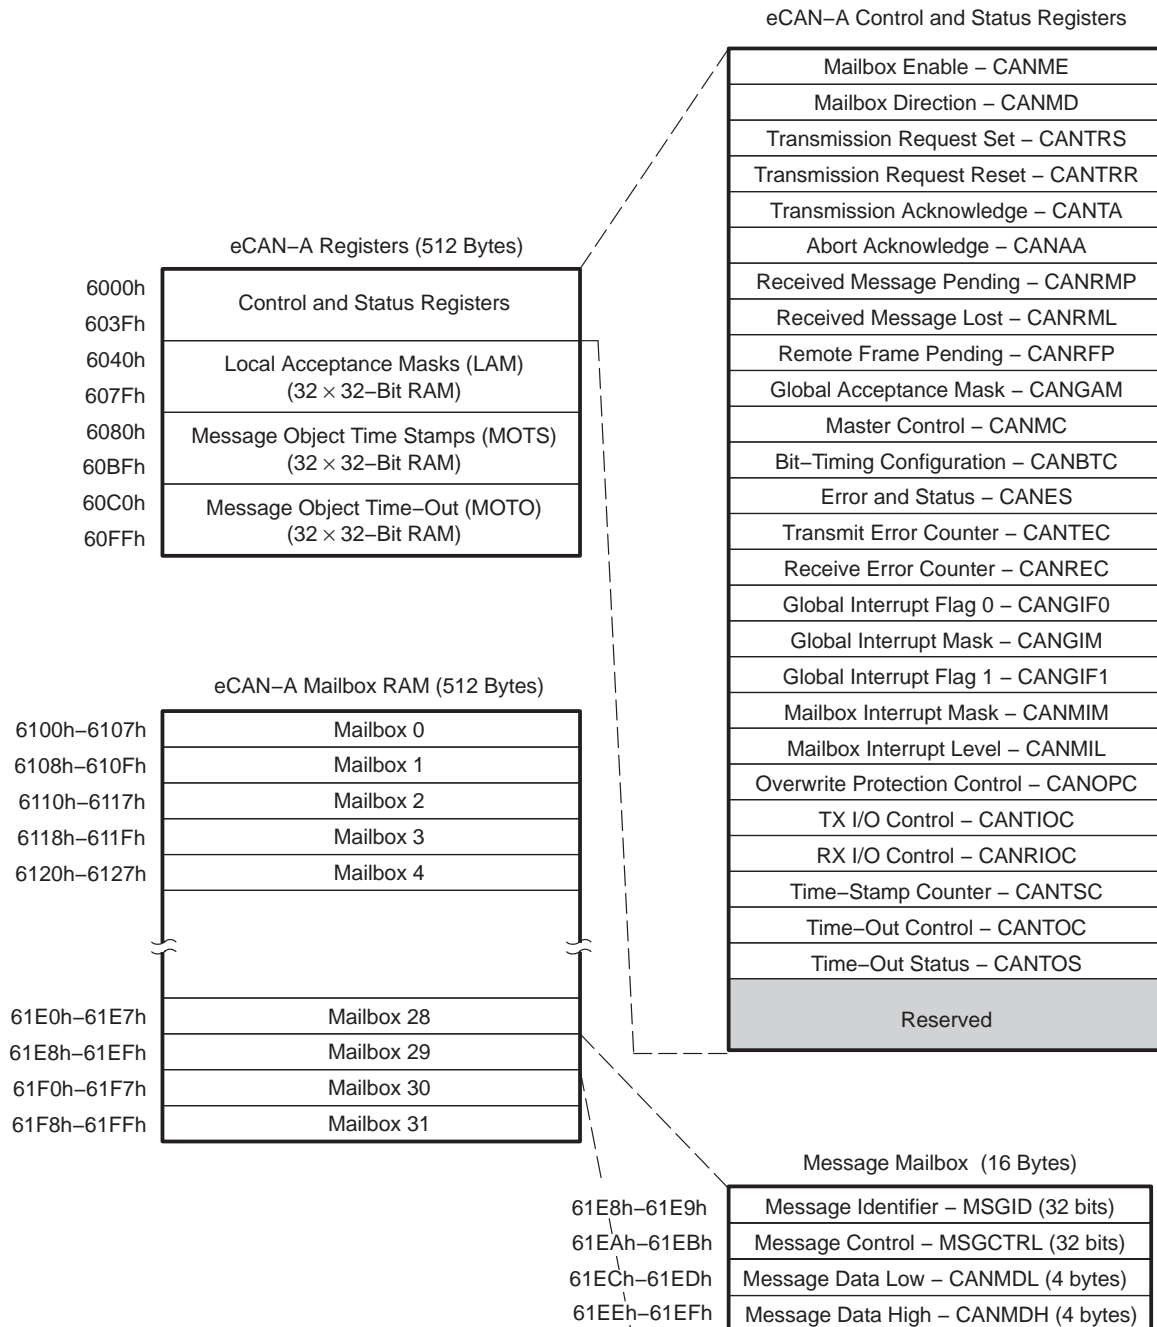 eCAN−A Control and Status Registers
Mailbox Enable − CANME
Mailbox Direction − CANMD
Transmission Request Set − CANTRS
Transmission Request Reset − CANTRR
Transmission Acknowledge − CANTA
Abort Acknowledge − CANAA
Received Message Pending − CANRMP
Received Message Lost − CANRML
Remote Frame Pending − CANRFP
Global Acceptance Mask − CANGAM
Master Control − CANMC
Bit−Timing Configuration − CANBTC
Error and Status − CANES
Transmit Error Counter − CANTEC
Receive Error Counter − CANREC
Global Interrupt Flag 0 − CANGIF0
Global Interrupt Mask − CANGIM
Global Interrupt Flag 1 − CANGIF1
Mailbox Interrupt Mask − CANMIM
Mailbox Interrupt Level − CANMIL
Overwrite Protection Control − CANOPC
TX I/O Control − CANTIOC
RX I/O Control − CANRIOC
Time−Stamp Counter − CANTSC
Time−Out Control − CANTOC
Time−Out Status − CANTOS
Reserved
eCAN−A Registers (512 Bytes)
6000h
Control and Status Registers
603Fh
6040h
Local Acceptance Masks (LAM)
(32 × 32−Bit RAM)
607Fh
6080h
Message Object Time Stamps (MOTS)
(32 × 32−Bit RAM)
60BFh
60C0h
Message Object Time−Out (MOTO)
(32 × 32−Bit RAM)
60FFh
eCAN−A Mailbox RAM (512 Bytes)
6100h−6107h Mailbox 0
6108h−610Fh Mailbox 1
6110h−6117h Mailbox 2
6118h−611Fh Mailbox 3
6120h−6127h Mailbox 4
61E0h−61E7h Mailbox 28
61E8h−61EFh Mailbox 29
61F0h−61F7h Mailbox 30
61F8h−61FFh Mailbox 31
Message Mailbox (16 Bytes)
61E8h−61E9h Message Identifier − MSGID (32 bits)
61EAh−61EBh Message Control − MSGCTRL (32 bits)
61ECh−61EDh Message Data Low − CANMDL (4 bytes)
61EEh−61EFh Message Data High − CANMDH (4 bytes)